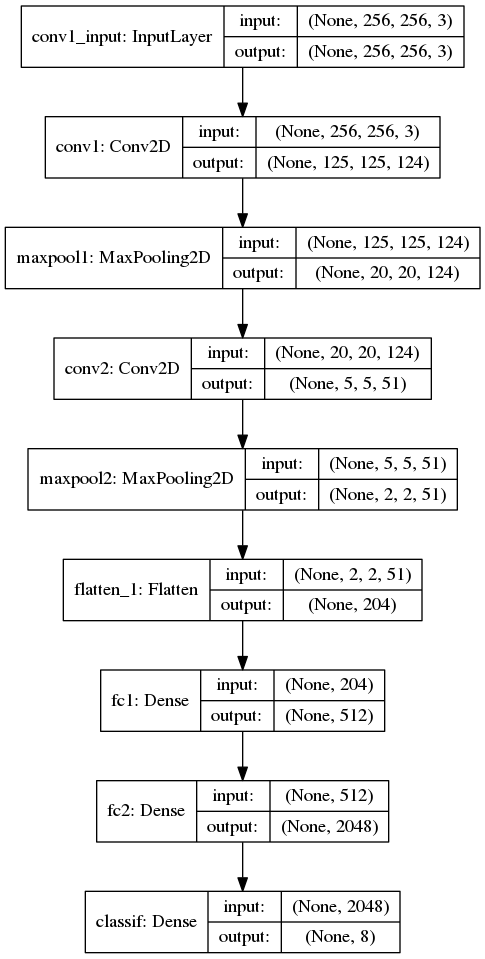 conv1_input: InputLayer
input: (None, 256, 256, 3)
output: (None, 256, 256, 3)
conv1: Conv2D
input: (None, 256, 256, 3)
output: (None, 125, 125, 124)
maxpool1: MaxPooling2D
input: (None, 125, 125, 124)
output: (None, 20, 20, 124)
conv2: Conv2D
input: (None, 20, 20, 124)
output: (None, 5, 5, 51)
maxpool2: MaxPooling2D
input: (None, 5, 5, 51)
output: (None, 2, 2, 51)
flatten_1: Flatten
input: (None, 2, 2, 51)
output: (None, 204)
fc1: Dense
input: (None, 204)
output: (None, 512)
fc2: Dense
input: (None, 512)
output: (None, 2048)
classif: Dense
input: (None, 2048)
output: (None, 8)